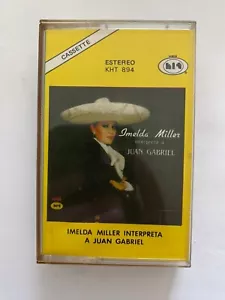 CASSETTE
ESTEREO
KHT 894
Imelda Miller
interpreta a
JUAN GABRIEL
IMELDA MILLER INTERPRETA
A JUAN GABRIEL